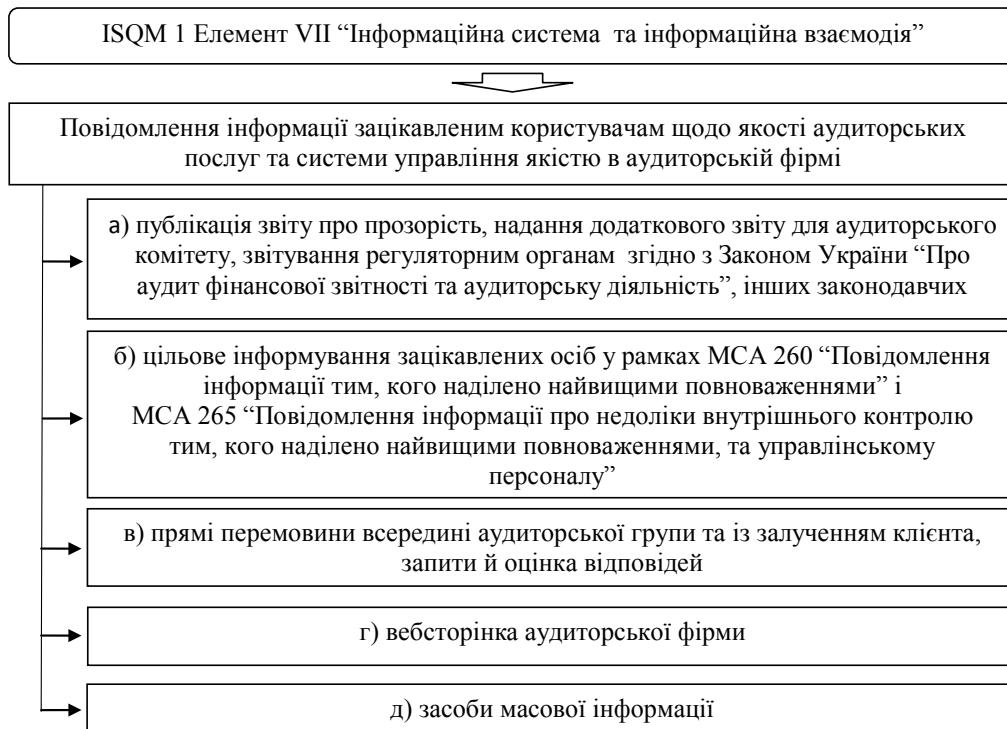 ISQM 1 Елемент VII “Інформаційна система та інформаційна взаємодія”
Повідомлення інформації зацікавленим користувачам щодо якості аудиторських
послуг та системи управління якістю в аудиторській фірмі
а) публікація звіту про прозорість, надання додаткового звіту для аудиторського
комітету, звітування регуляторним органам згідно з Законом України “Про
аудит фінансової звітності та аудиторську діяльність”, інших законодавчих
б) цільове інформування зацікавлених осіб у рамках МСА 260 “Повідомлення
інформації тим, кого наділено найвищими повноваженнями” і
МСА 265 “Повідомлення інформації про недоліки внутрішнього контролю
тим, кого наділено найвищими повноваженнями, та управлінському
персоналу”
в) прямі перемовини всередині аудиторської групи та із залученням клієнта,
запити й оцінка відповідей
г) вебсторінка аудиторської фірми
д) засоби масової інформації